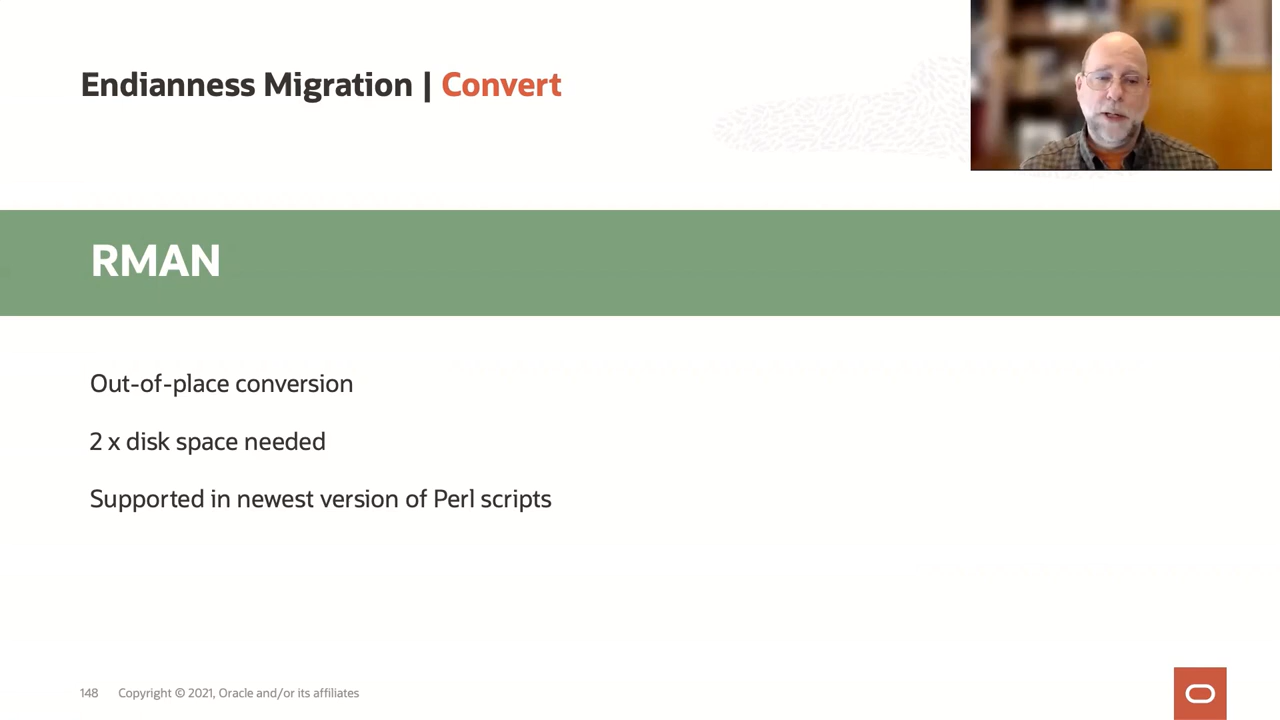 Endianness Migration | Convert
RMAN
Out-of-place conversion
2 x disk space needed
Supported in newest version of Perl scripts
148 Copyright © 2021, Oracle and/or its affiliates